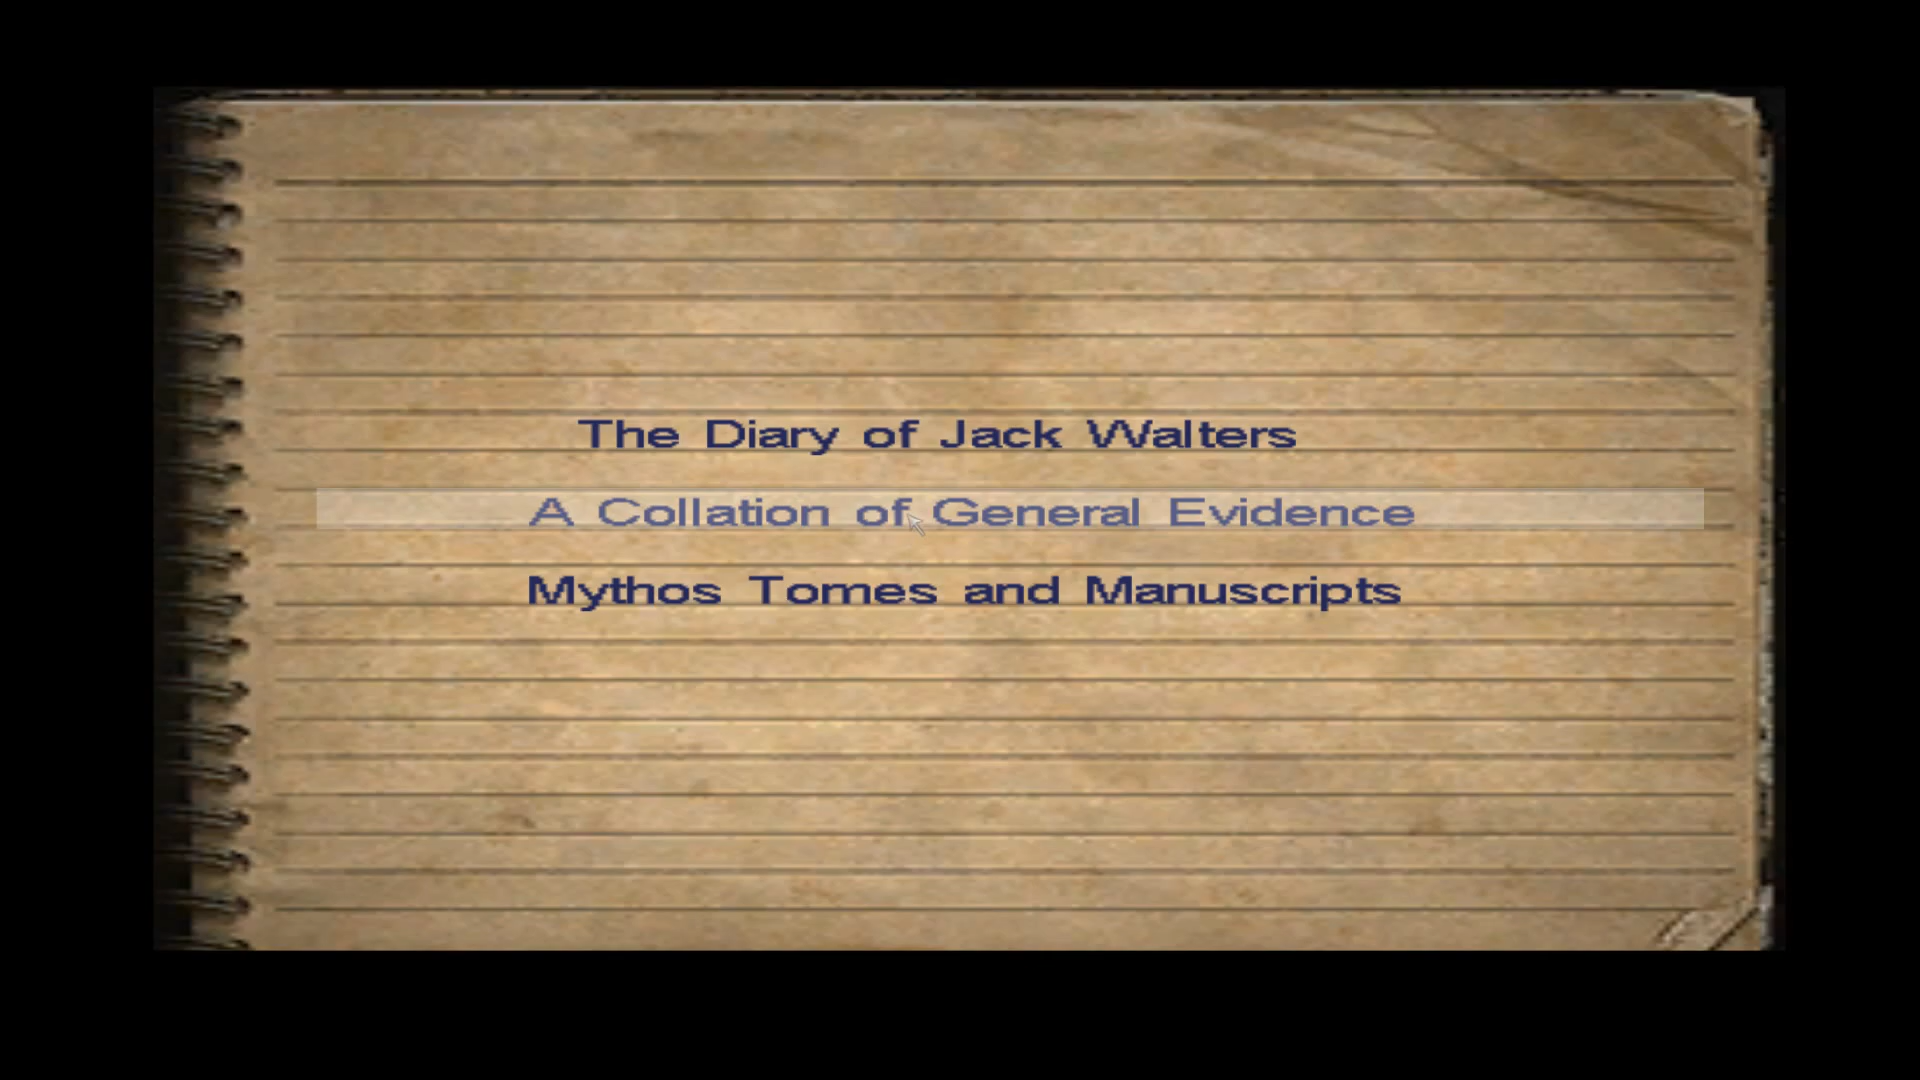 The Diary of Jack Walters
A Collation of General Evidence
Mythos Tomes and Manuscripts